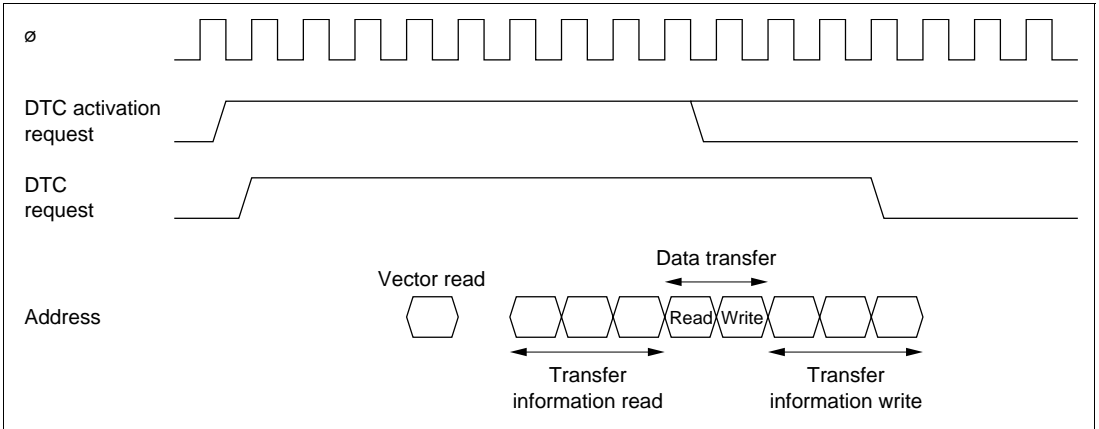 ø
DTC activation
request
DTC
request
Data transfer
Vector read
Address
Read
Write
Transfer
information read
Transfer
information write